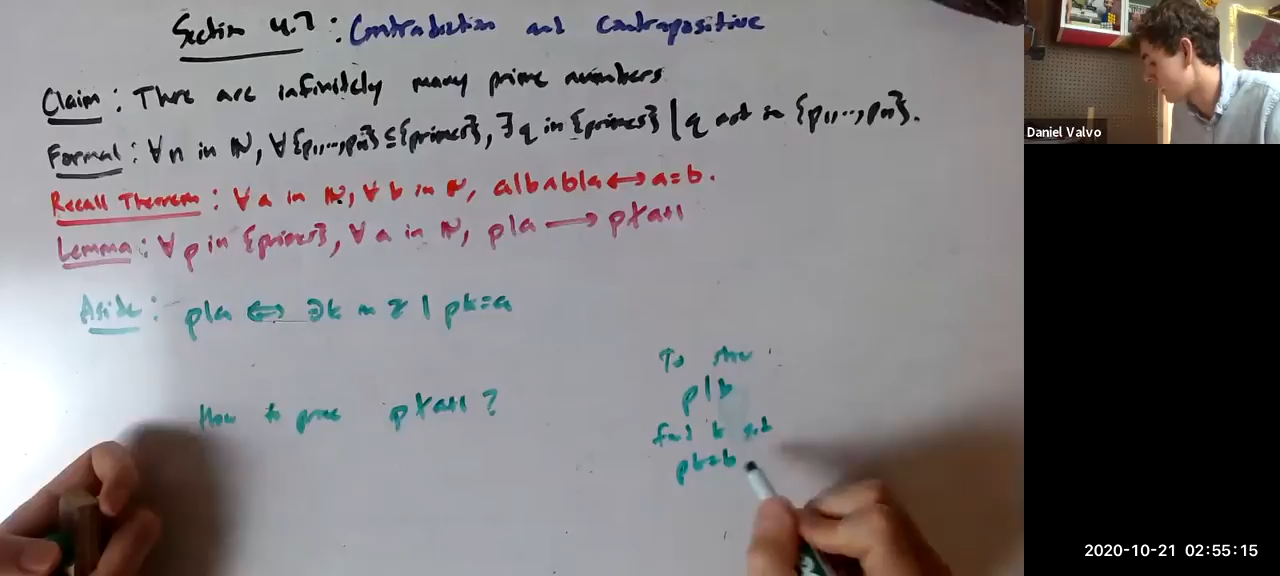 Section 4.7: Contradiction and contrapositive
Claim: There are infinitely many prime numbers
Formal: ∀n in ℕ, ∀{p₁,...,pₙ}⊆{primes}, ∃q in {primes} | q not in {p₁,...,pₙ}.
Recall Theorem: ∀a in ℕ, ∀b in ℕ, a|b∧b|a⟷a=b.
Lemma: ∀p in {primes}, ∀a in ℕ, p|a ⟶ p∤a+1
Aside: p|a ⟺ ∃k in ℤ | pk=a
How to prove p∤a+1?
To show
p|b
find k
pk=b
Daniel Valvo
2020-10-21 02:55:15